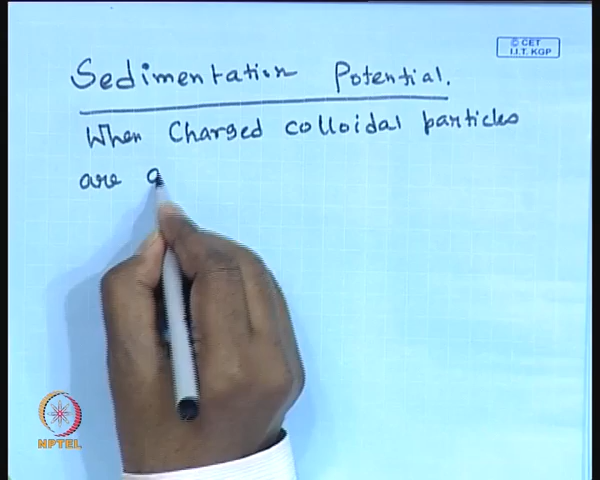 © CET
I.I.T. KGP
Sedimentation Potential.
When Charged colloidal particles
are a
NPTEL